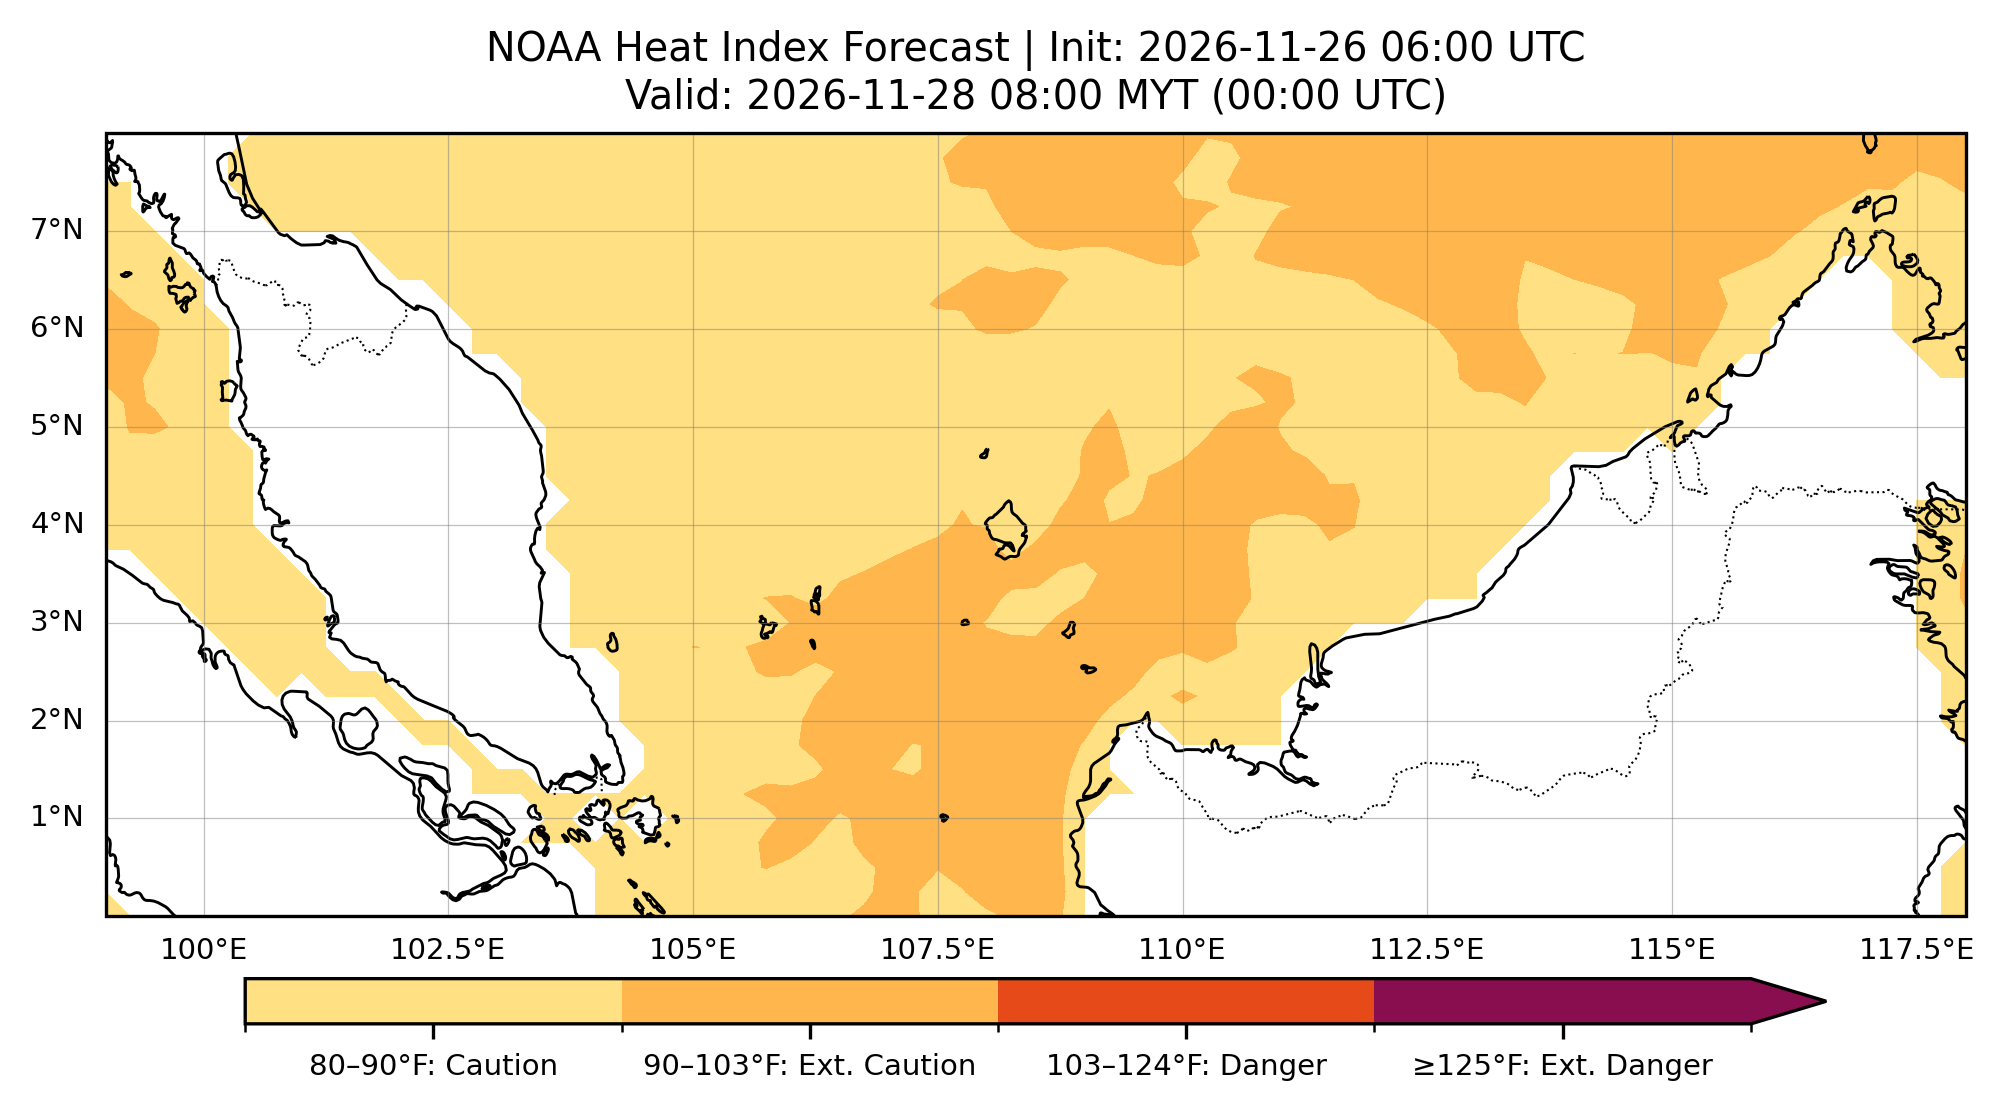 NOAA Heat Index Forecast | Init: 2026-11-26 06:00 UTC
Valid: 2026-11-28 08:00 MYT (00:00 UTC)
7°N
6°N
5°N
4°N
3°N
2°N
1°N
100°E 102.5°E 105°E 107.5°E 110°E 112.5°E 115°E 117.5°E
80–90°F: Caution 90–103°F: Ext. Caution 103–124°F: Danger ≥125°F: Ext. Danger